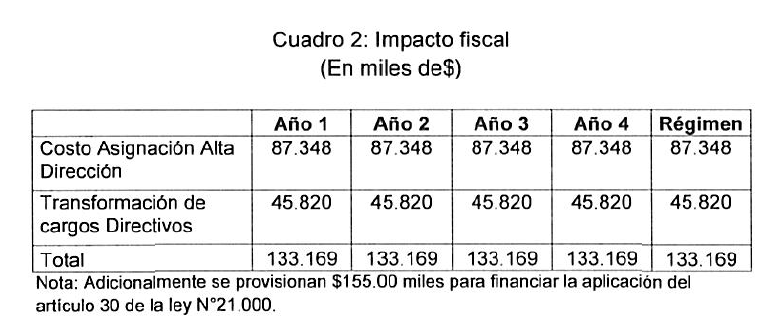 Cuadro 2: Impacto fiscal
(En miles de$)
Año 1 Año 2 Año 3 Año 4 Régimen
Costo Asignación Alta 87.348 87.348 87.348 87.348 87.348
Dirección
Transformación de 45.820 45.820 45.820 45.820 45.820
cargos Directivos
Total 133.169 133.169 133.169 133.169 133.169
Nota: Adicionalmente se provisionan $155.00 miles para financiar la aplicación del
artículo 30 de la ley N°21.000.